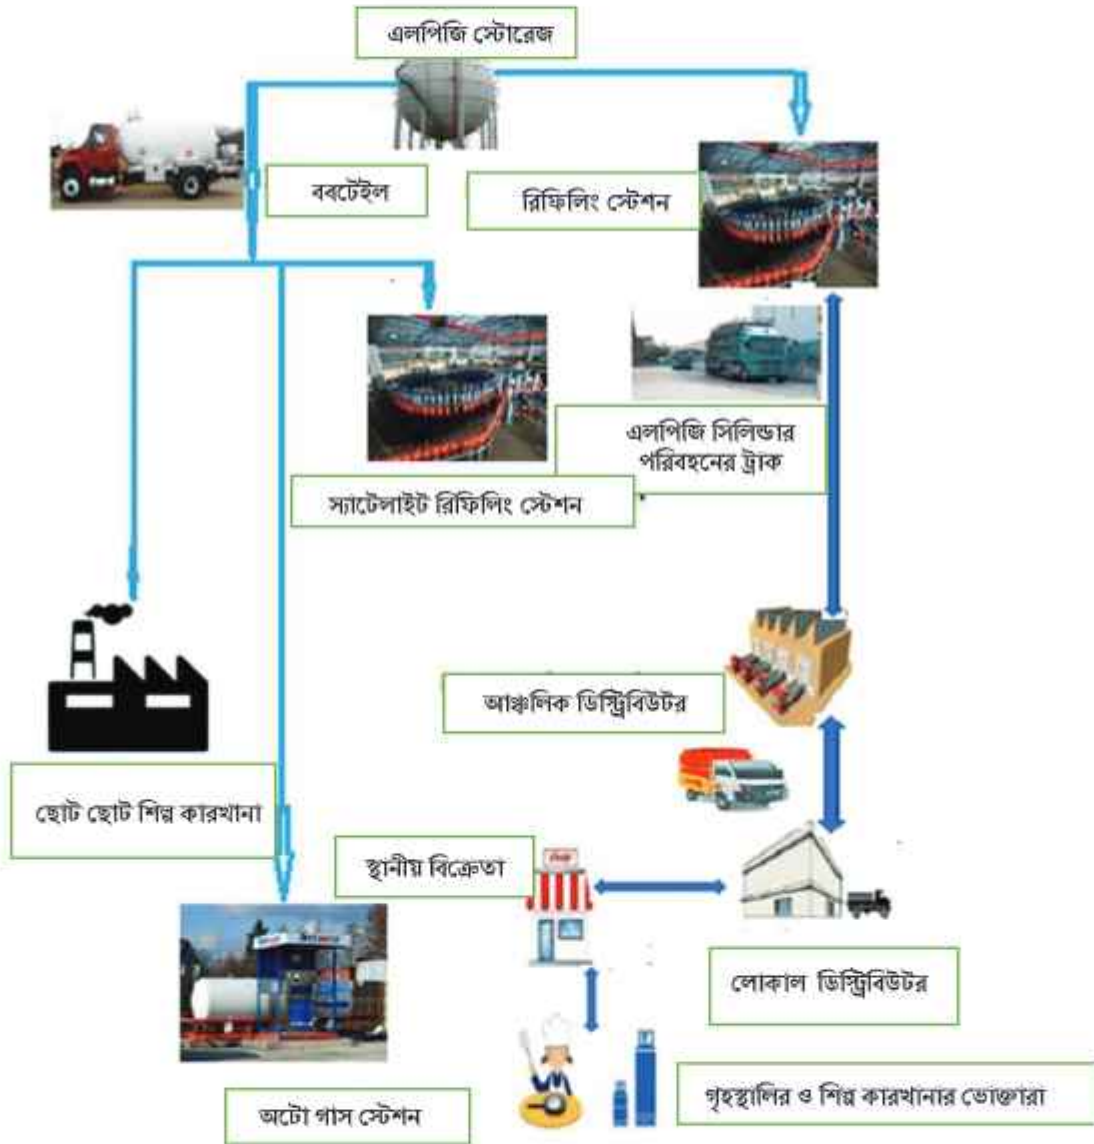 এলপিজি স্টোরেজ
ববটেইল
রিফিলিং স্টেশন
এলপিজি সিলিন্ডার
পরিবহনের ট্রাক
স্যাটেলাইট রিফিলিং স্টেশন
আঞ্চলিক ডিস্ট্রিবিউটর
ছোট ছোট শিল্প কারখানা
স্থানীয় বিক্রেতা
লোকাল ডিস্ট্রিবিউটর
গৃহস্থালির ও শিল্প কারখানার ভোক্তারা
অটো গাস স্টেশন